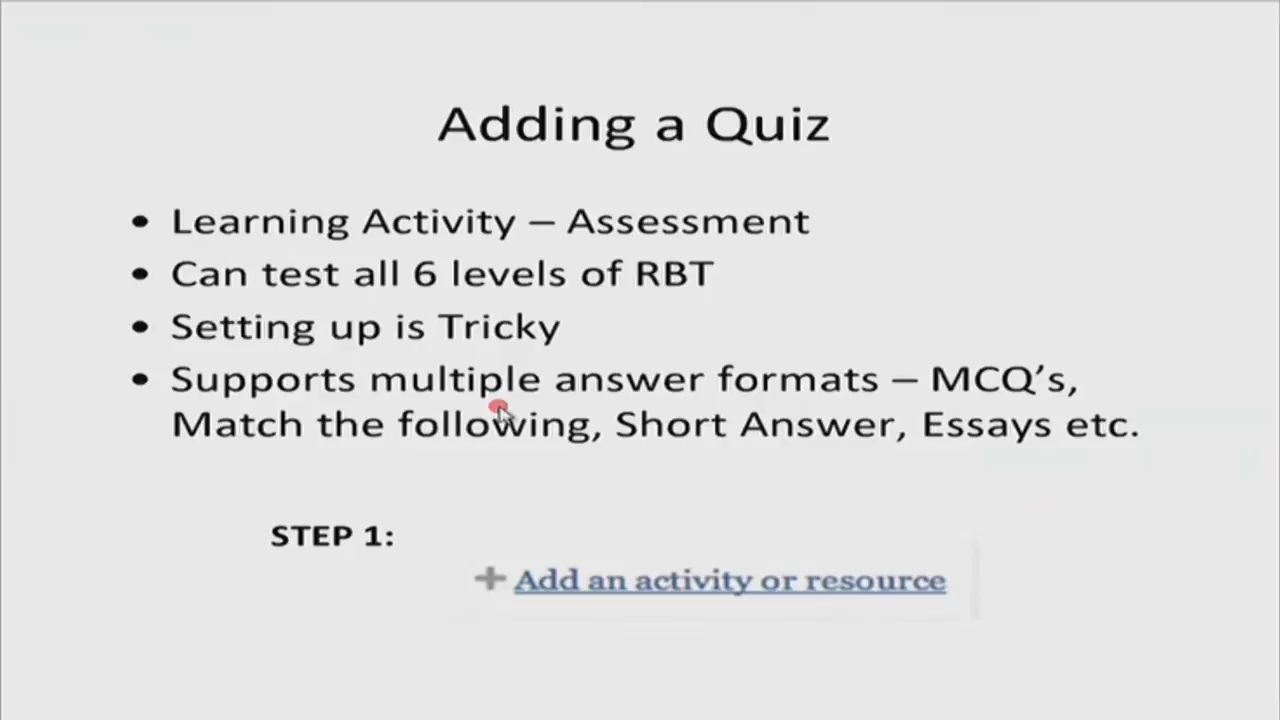 Adding a Quiz
• Learning Activity – Assessment
• Can test all 6 levels of RBT
• Setting up is Tricky
• Supports multiple answer formats – MCQ’s,
Match the following, Short Answer, Essays etc.
STEP 1:
Add an activity or resource